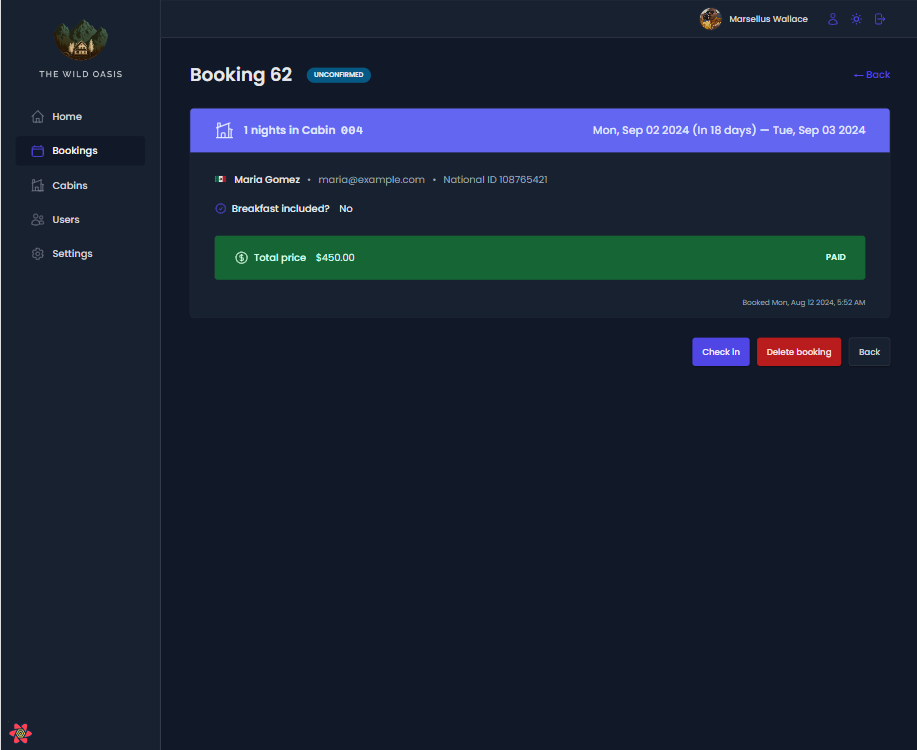 THE WILD OASIS
Home
Bookings
Cabins
Users
Settings
Marsellus Wallace
Booking 62 UNCONFIRMED
← Back
1 nights in Cabin 004
Mon, Sep 02 2024 (In 18 days) — Tue, Sep 03 2024
Maria Gomez • maria@example.com • National ID 108765421
Breakfast included? No
Total price $450.00
PAID
Booked Mon, Aug 12 2024, 5:52 AM
Check in
Delete booking
Back